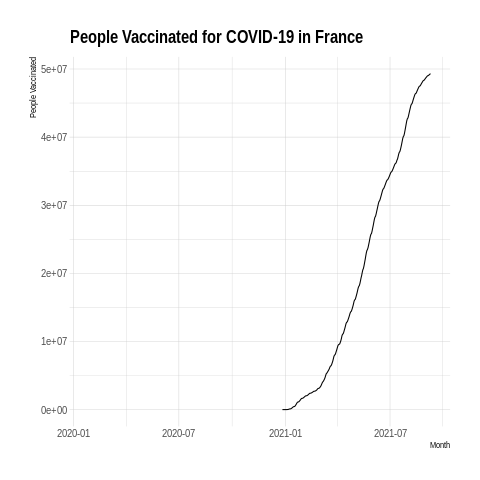 People Vaccinated for COVID-19 in France
People Vaccinated
5e+07
4e+07
3e+07
2e+07
1e+07
0e+00
2020-01
2020-07
2021-01
2021-07
Month